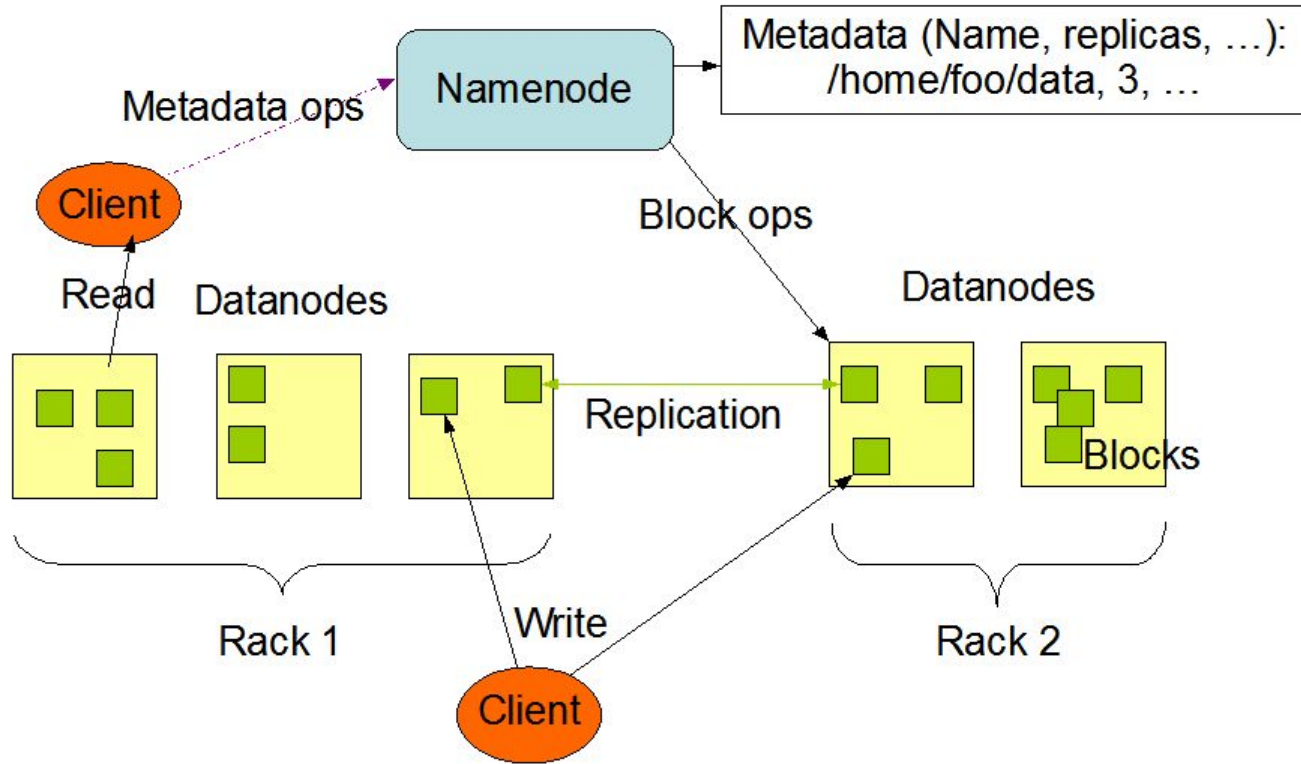 Metadata (Name, replicas, …):
/home/foo/data, 3, …
Namenode
Metadata ops
Client
Block ops
Read
Datanodes
Datanodes
Replication
Blocks
Rack 1
Write
Rack 2
Client